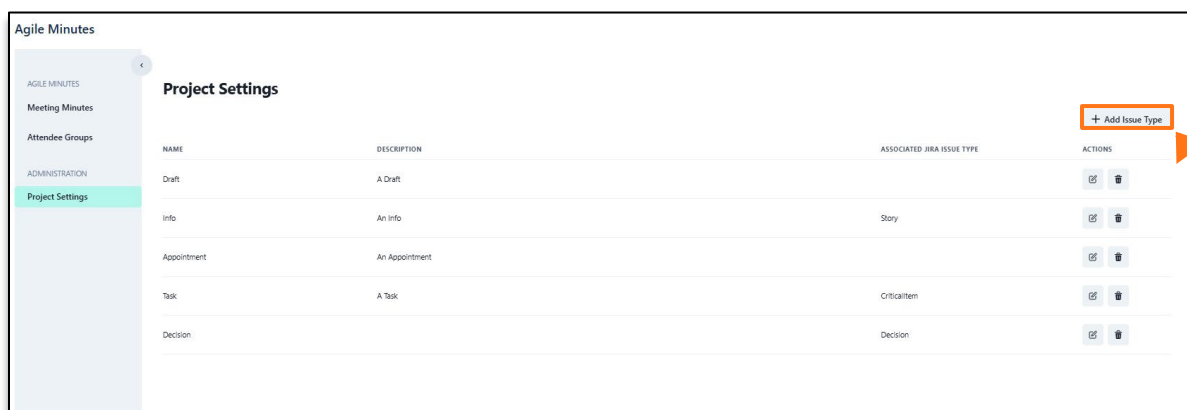 Agile Minutes
AGILE MINUTES
Meeting Minutes
Attendee Groups
ADMINISTRATION
Project Settings
Project Settings
+ Add Issue Type
NAME DESCRIPTION ASSOCIATED JIRA ISSUE TYPE ACTIONS
Draft A Draft
Info An Info Story
Appointment An Appointment
Task A Task CriticalItem
Decision Decision